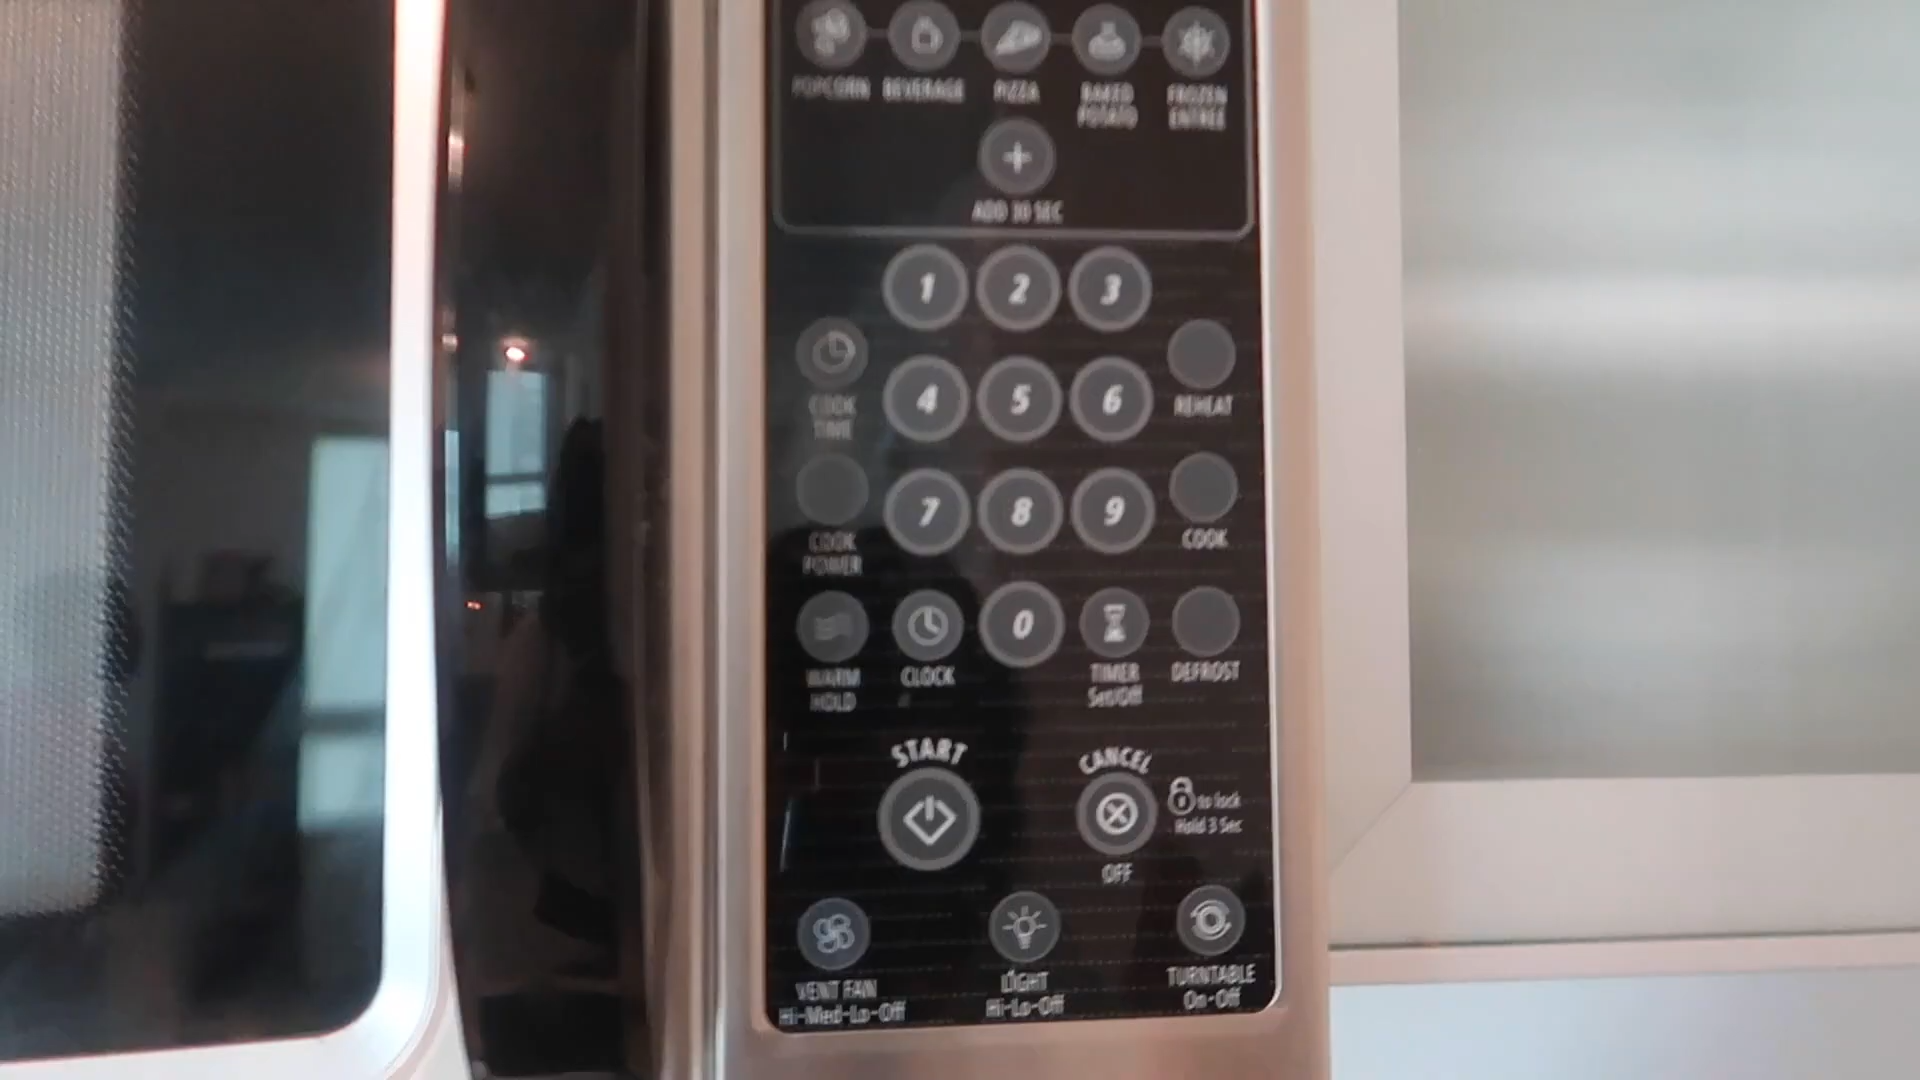 POPCORN BEVERAGE PIZZA BAKED POTATO FROZEN ENTREE
ADD 30 SEC
1 2 3
COOK TIME
4 5 6
REHEAT
COOK POWER
7 8 9
COOK
WARM HOLD
CLOCK
0
TIMER
Set/Off
DEFROST
START
CANCEL
to lock
Hold 3 Sec
OFF
VENT FAN
Hi-Med-Lo-Off
LIGHT
Hi-Lo-Off
TURNTABLE
On-Off